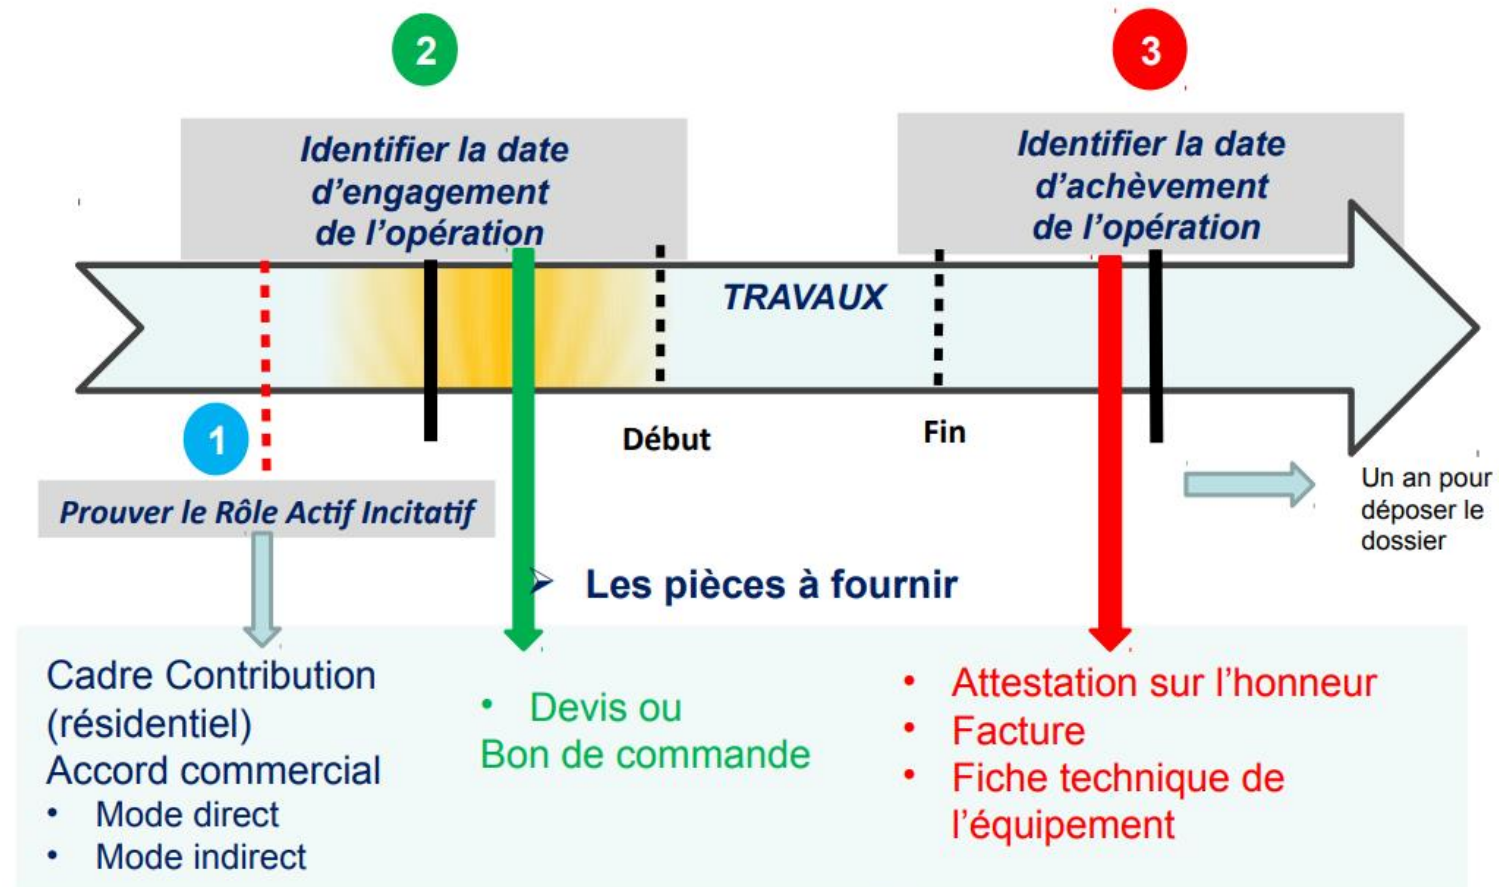 2
3
Identifier la date
d'engagement
de l'opération
Identifier la date
d'achèvement
de l'opération
TRAVAUX
1
Début
Fin
Prouver le Rôle Actif Incitatif
Un an pour
déposer le
dossier
➢ Les pièces à fournir
Cadre Contribution
(résidentiel)
Accord commercial
• Mode direct
• Mode indirect
• Devis ou
Bon de commande
• Attestation sur l'honneur
• Facture
• Fiche technique de
l'équipement